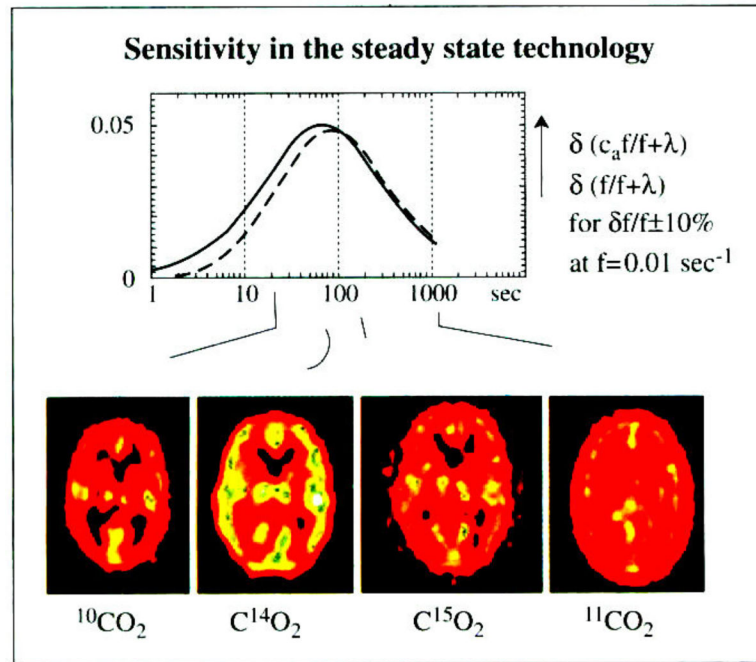 Sensitivity in the steady state technology
0.05
0
1 10 100 1000 sec
δ (cₐf/f+λ)
δ (f/f+λ)
for δf/f±10%
at f=0.01 sec⁻¹
¹⁰CO₂ C¹⁴O₂ C¹⁵O₂ ¹¹CO₂